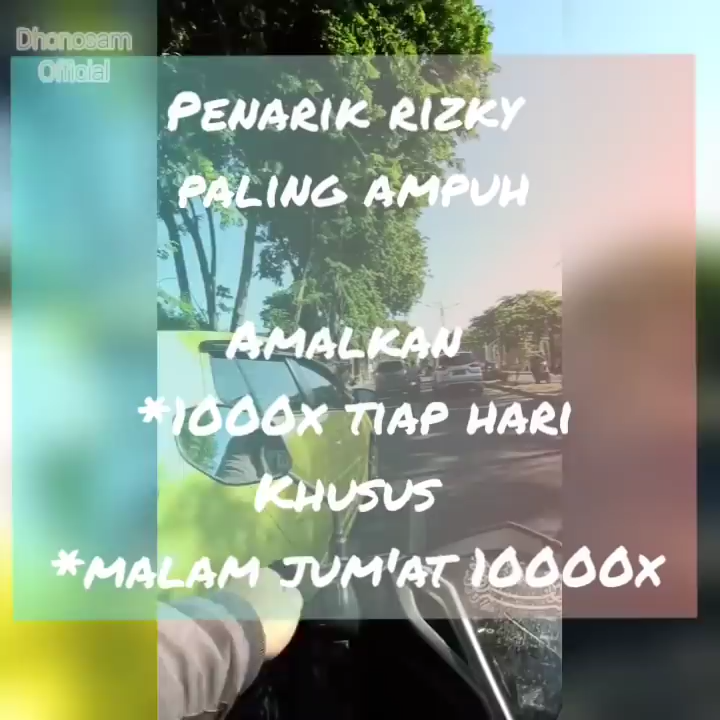 Dhonosam
Official
Penarik rizky
paling ampuh
Amalkan
*1000x tiap hari
Khusus
*malam jum'at 10000x